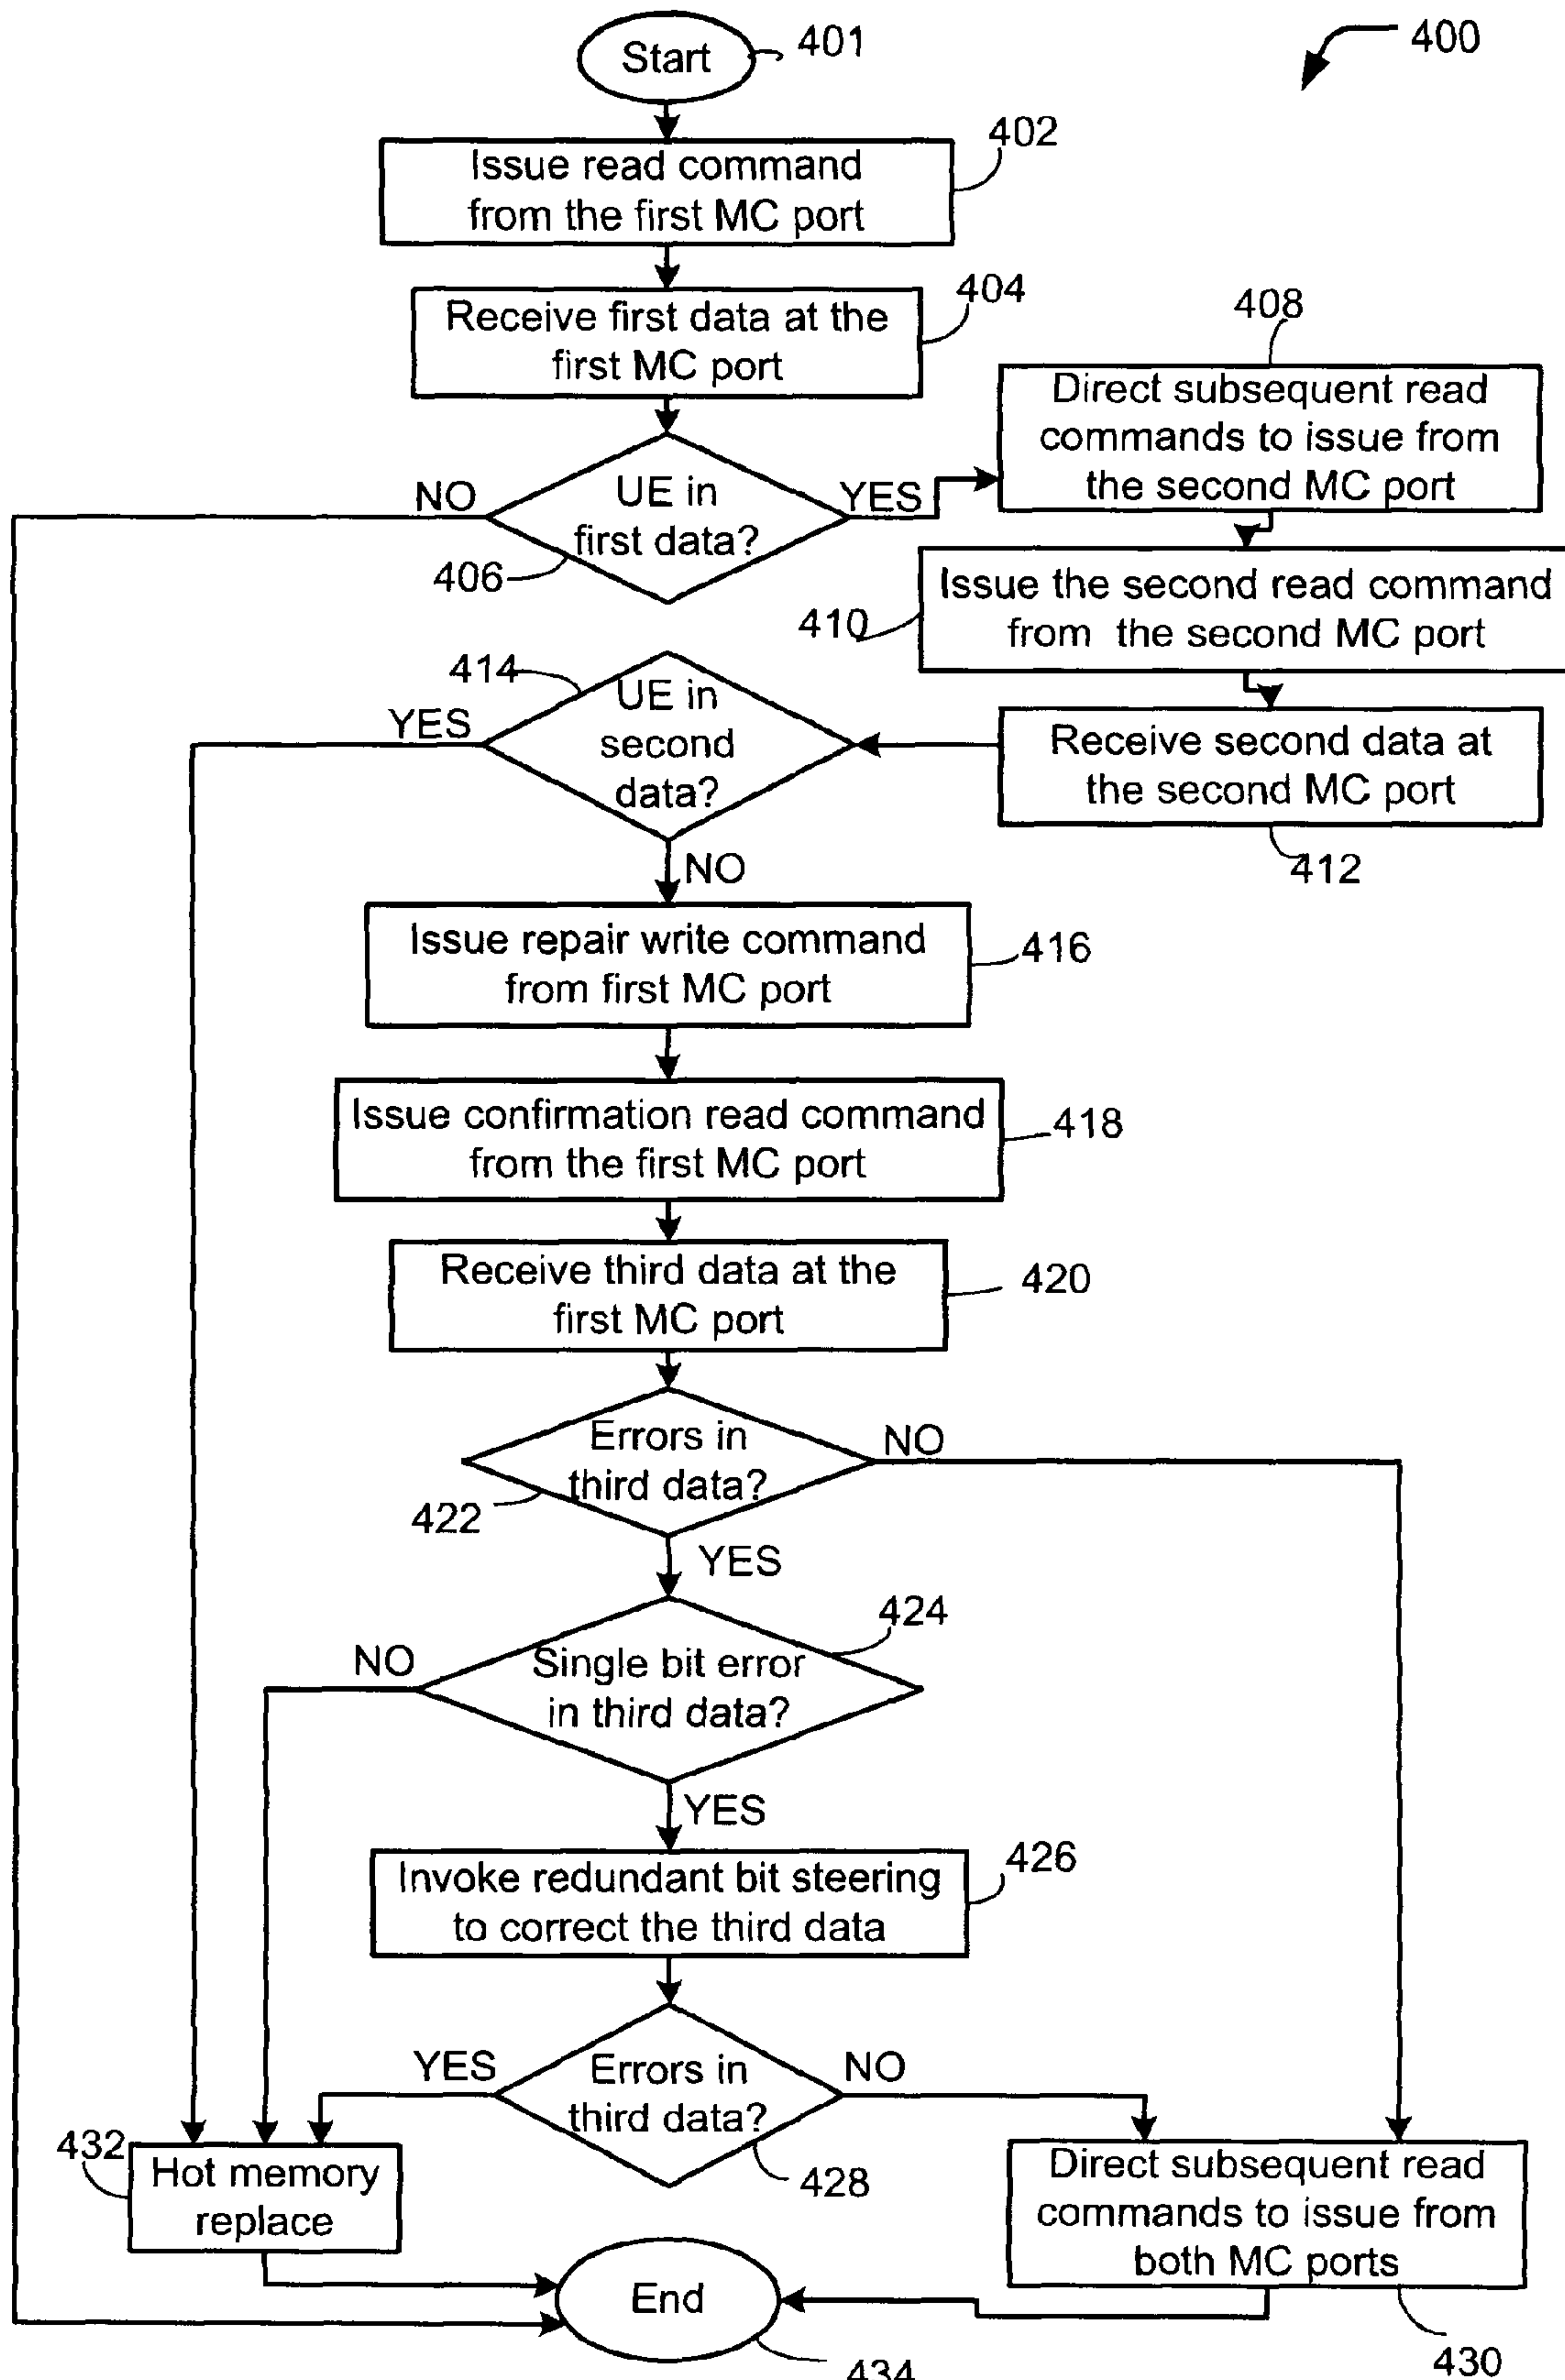 400
Start
401
Issue read command
from the first MC port
402
Receive first data at the
first MC port
404
408
Direct subsequent read
commands to issue from
the second MC port
NO
UE in
first data?
YES
406
Issue the second read command
from the second MC port
410
414
UE in
second
data?
YES
Receive second data at
the second MC port
412
NO
Issue repair write command
from first MC port
416
Issue confirmation read command
from the first MC port
418
Receive third data at the
first MC port
420
Errors in
third data?
NO
422
YES
424
Single bit error
in third data?
NO
YES
Invoke redundant bit steering
to correct the third data
426
YES
Errors in
third data?
NO
428
432
Hot memory
replace
Direct subsequent read
commands to issue from
both MC ports
430
End
434